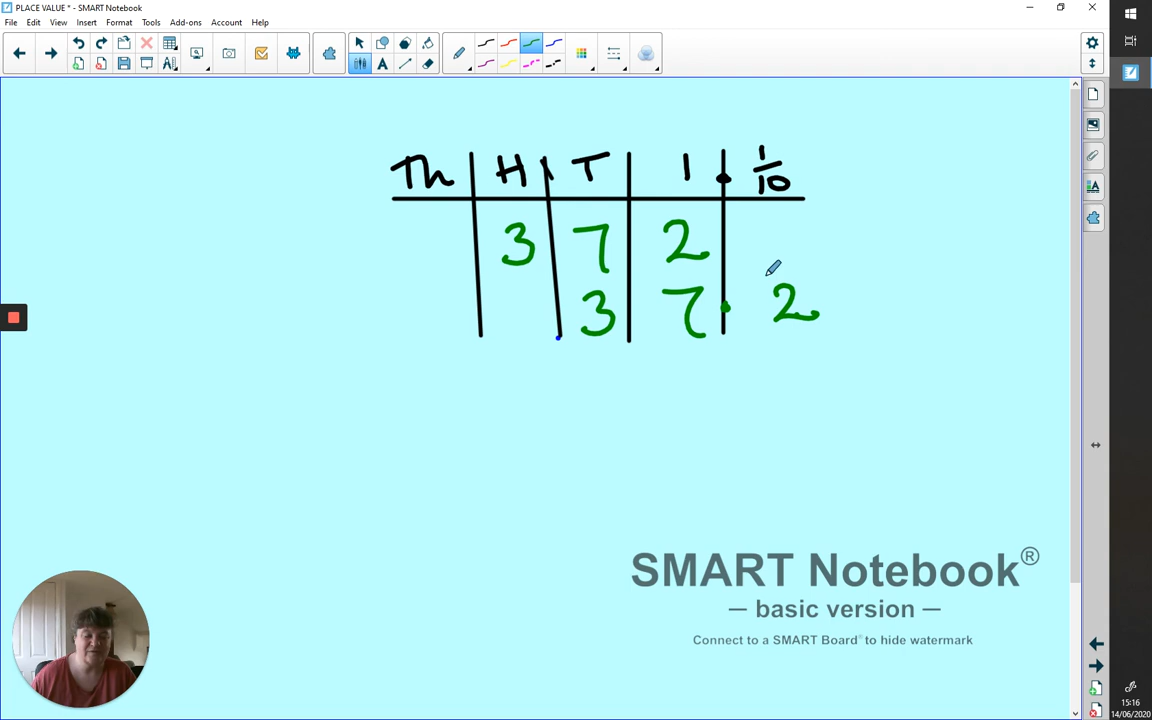 PLACE VALUE * - SMART Notebook
File Edit View Insert Format Tools Add-ons Account Help
Th H T 1 . 1/10
3 7 2
3 7 . 2
SMART Notebook®
— basic version —
Connect to a SMART Board® to hide watermark
15:16
14/06/2020